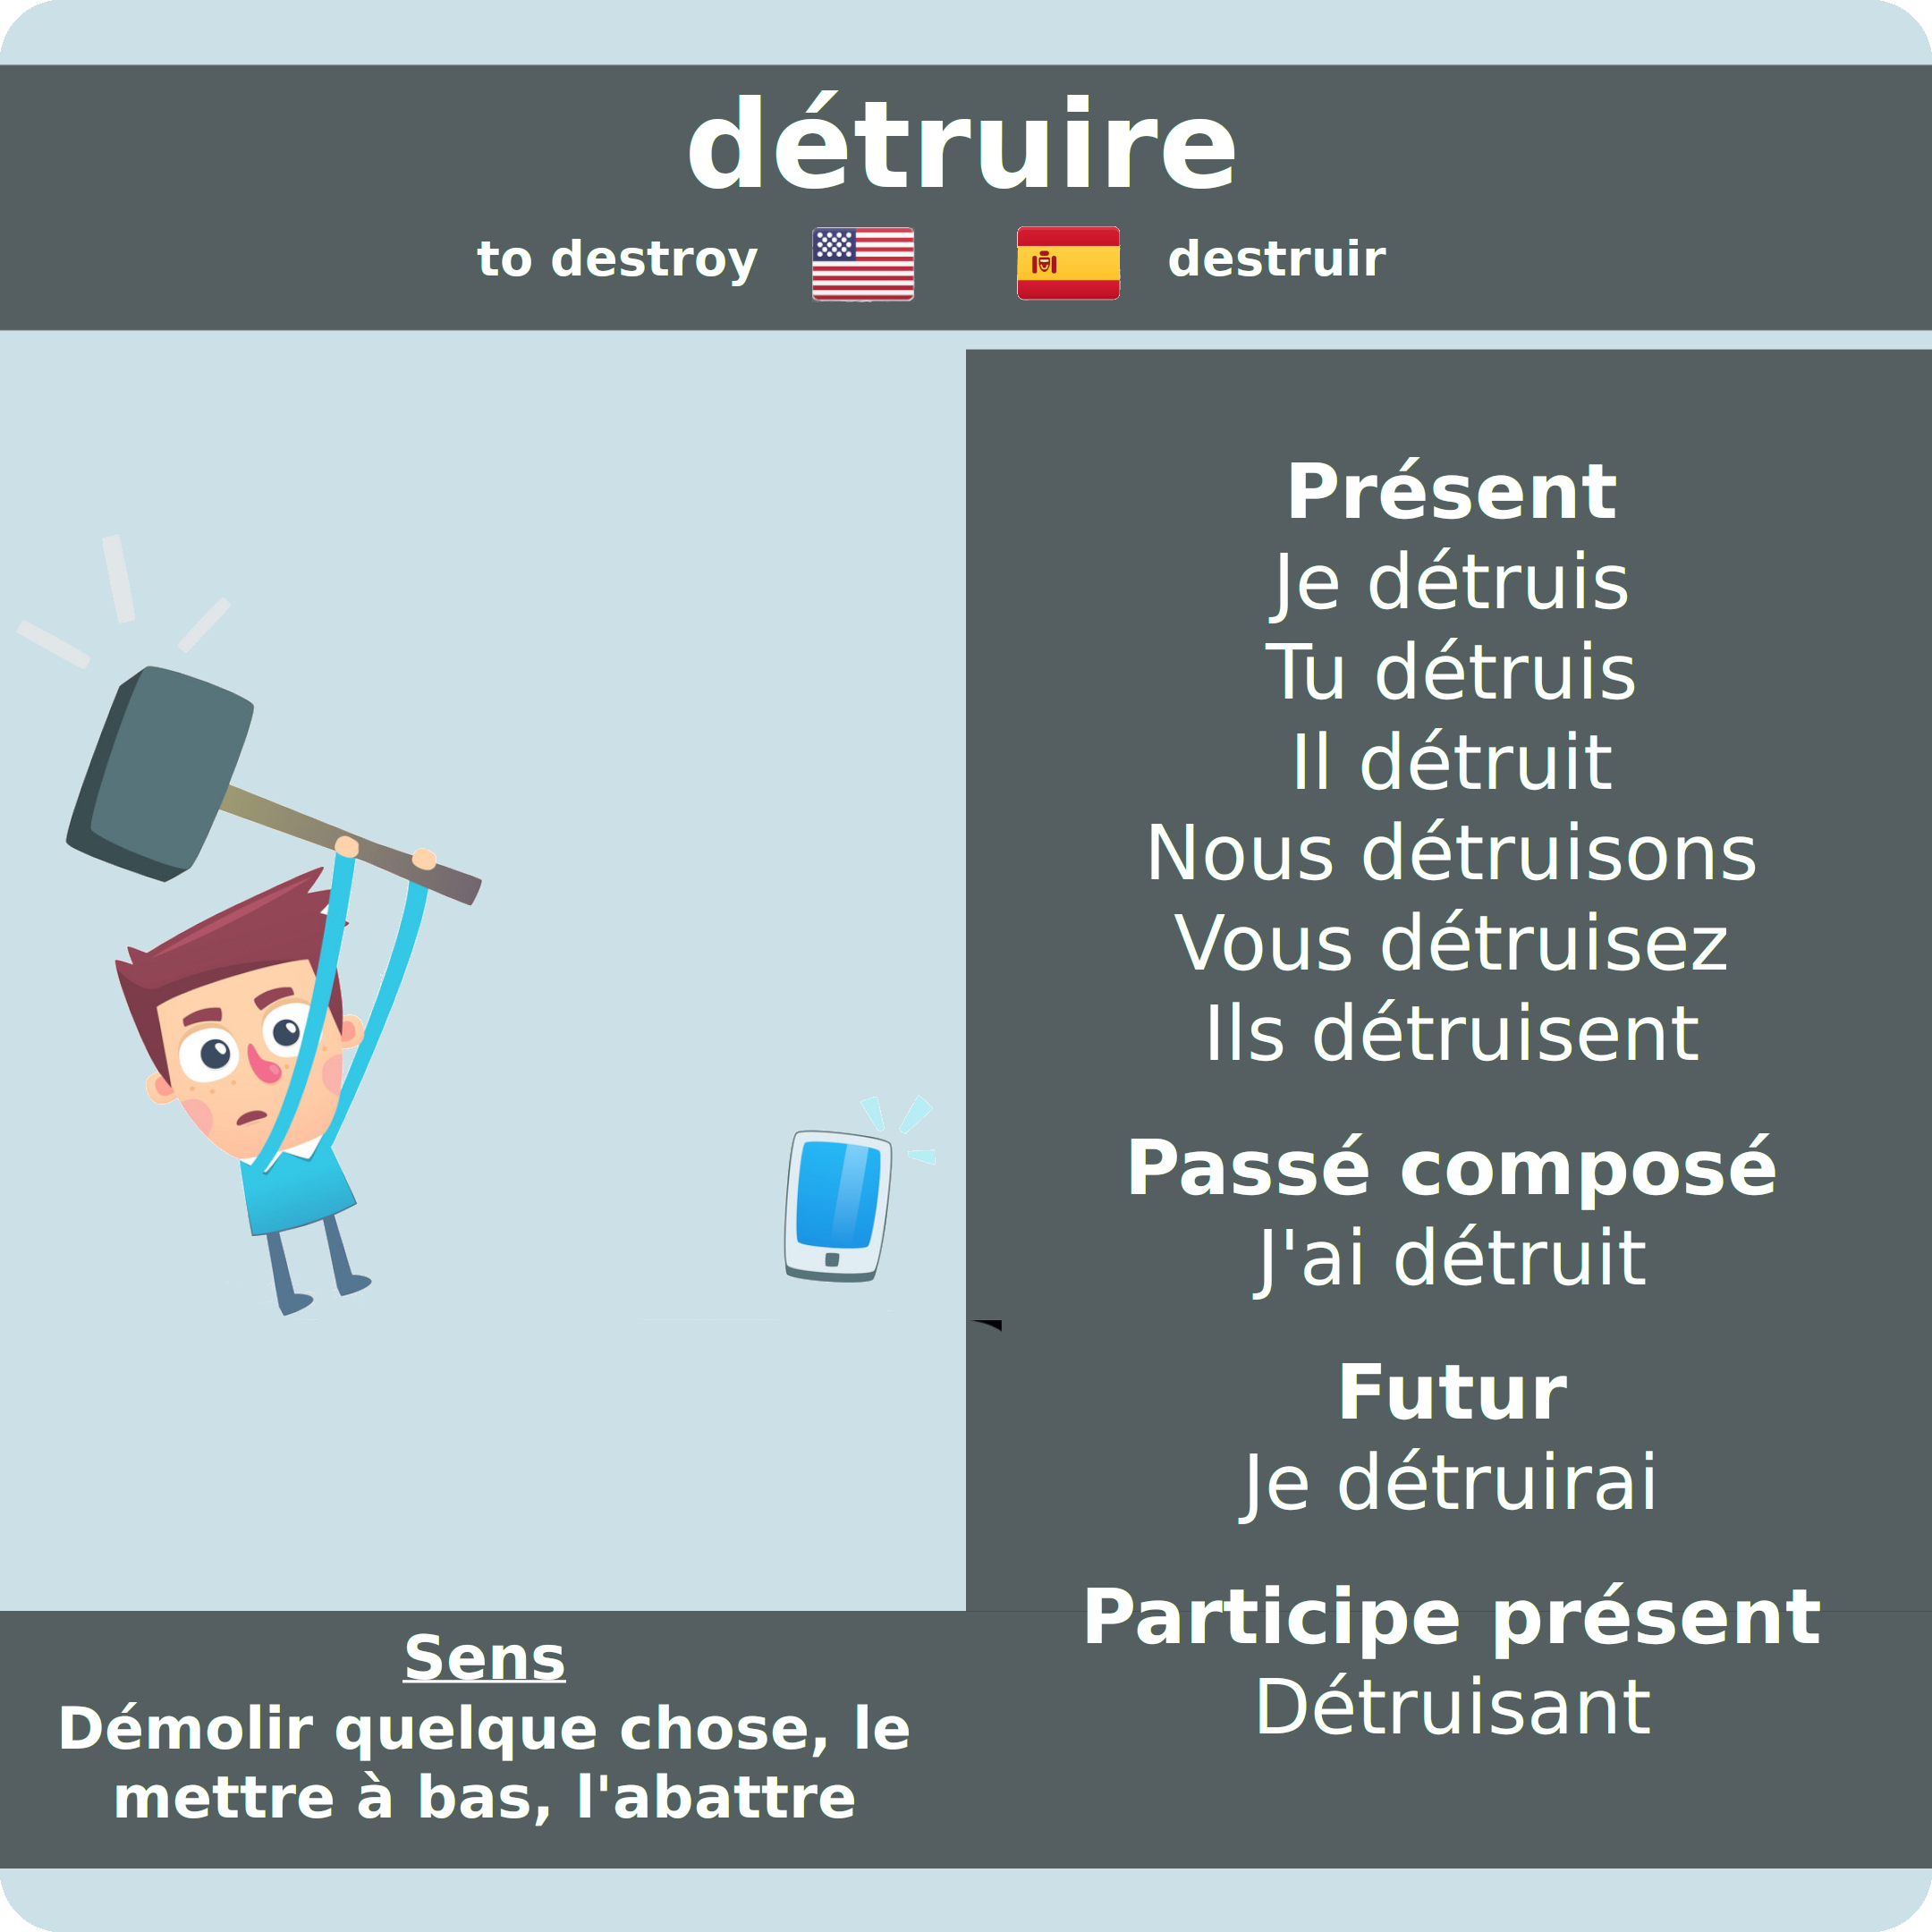 détruire
to destroy destruir
Présent
Je détruis
Tu détruis
Il détruit
Nous détruisons
Vous détruisez
Ils détruisent
Passé composé
J'ai détruit
Futur
Je détruirai
Participe présent
Détruisant
Sens
Démolir quelque chose, le
mettre à bas, l'abattre